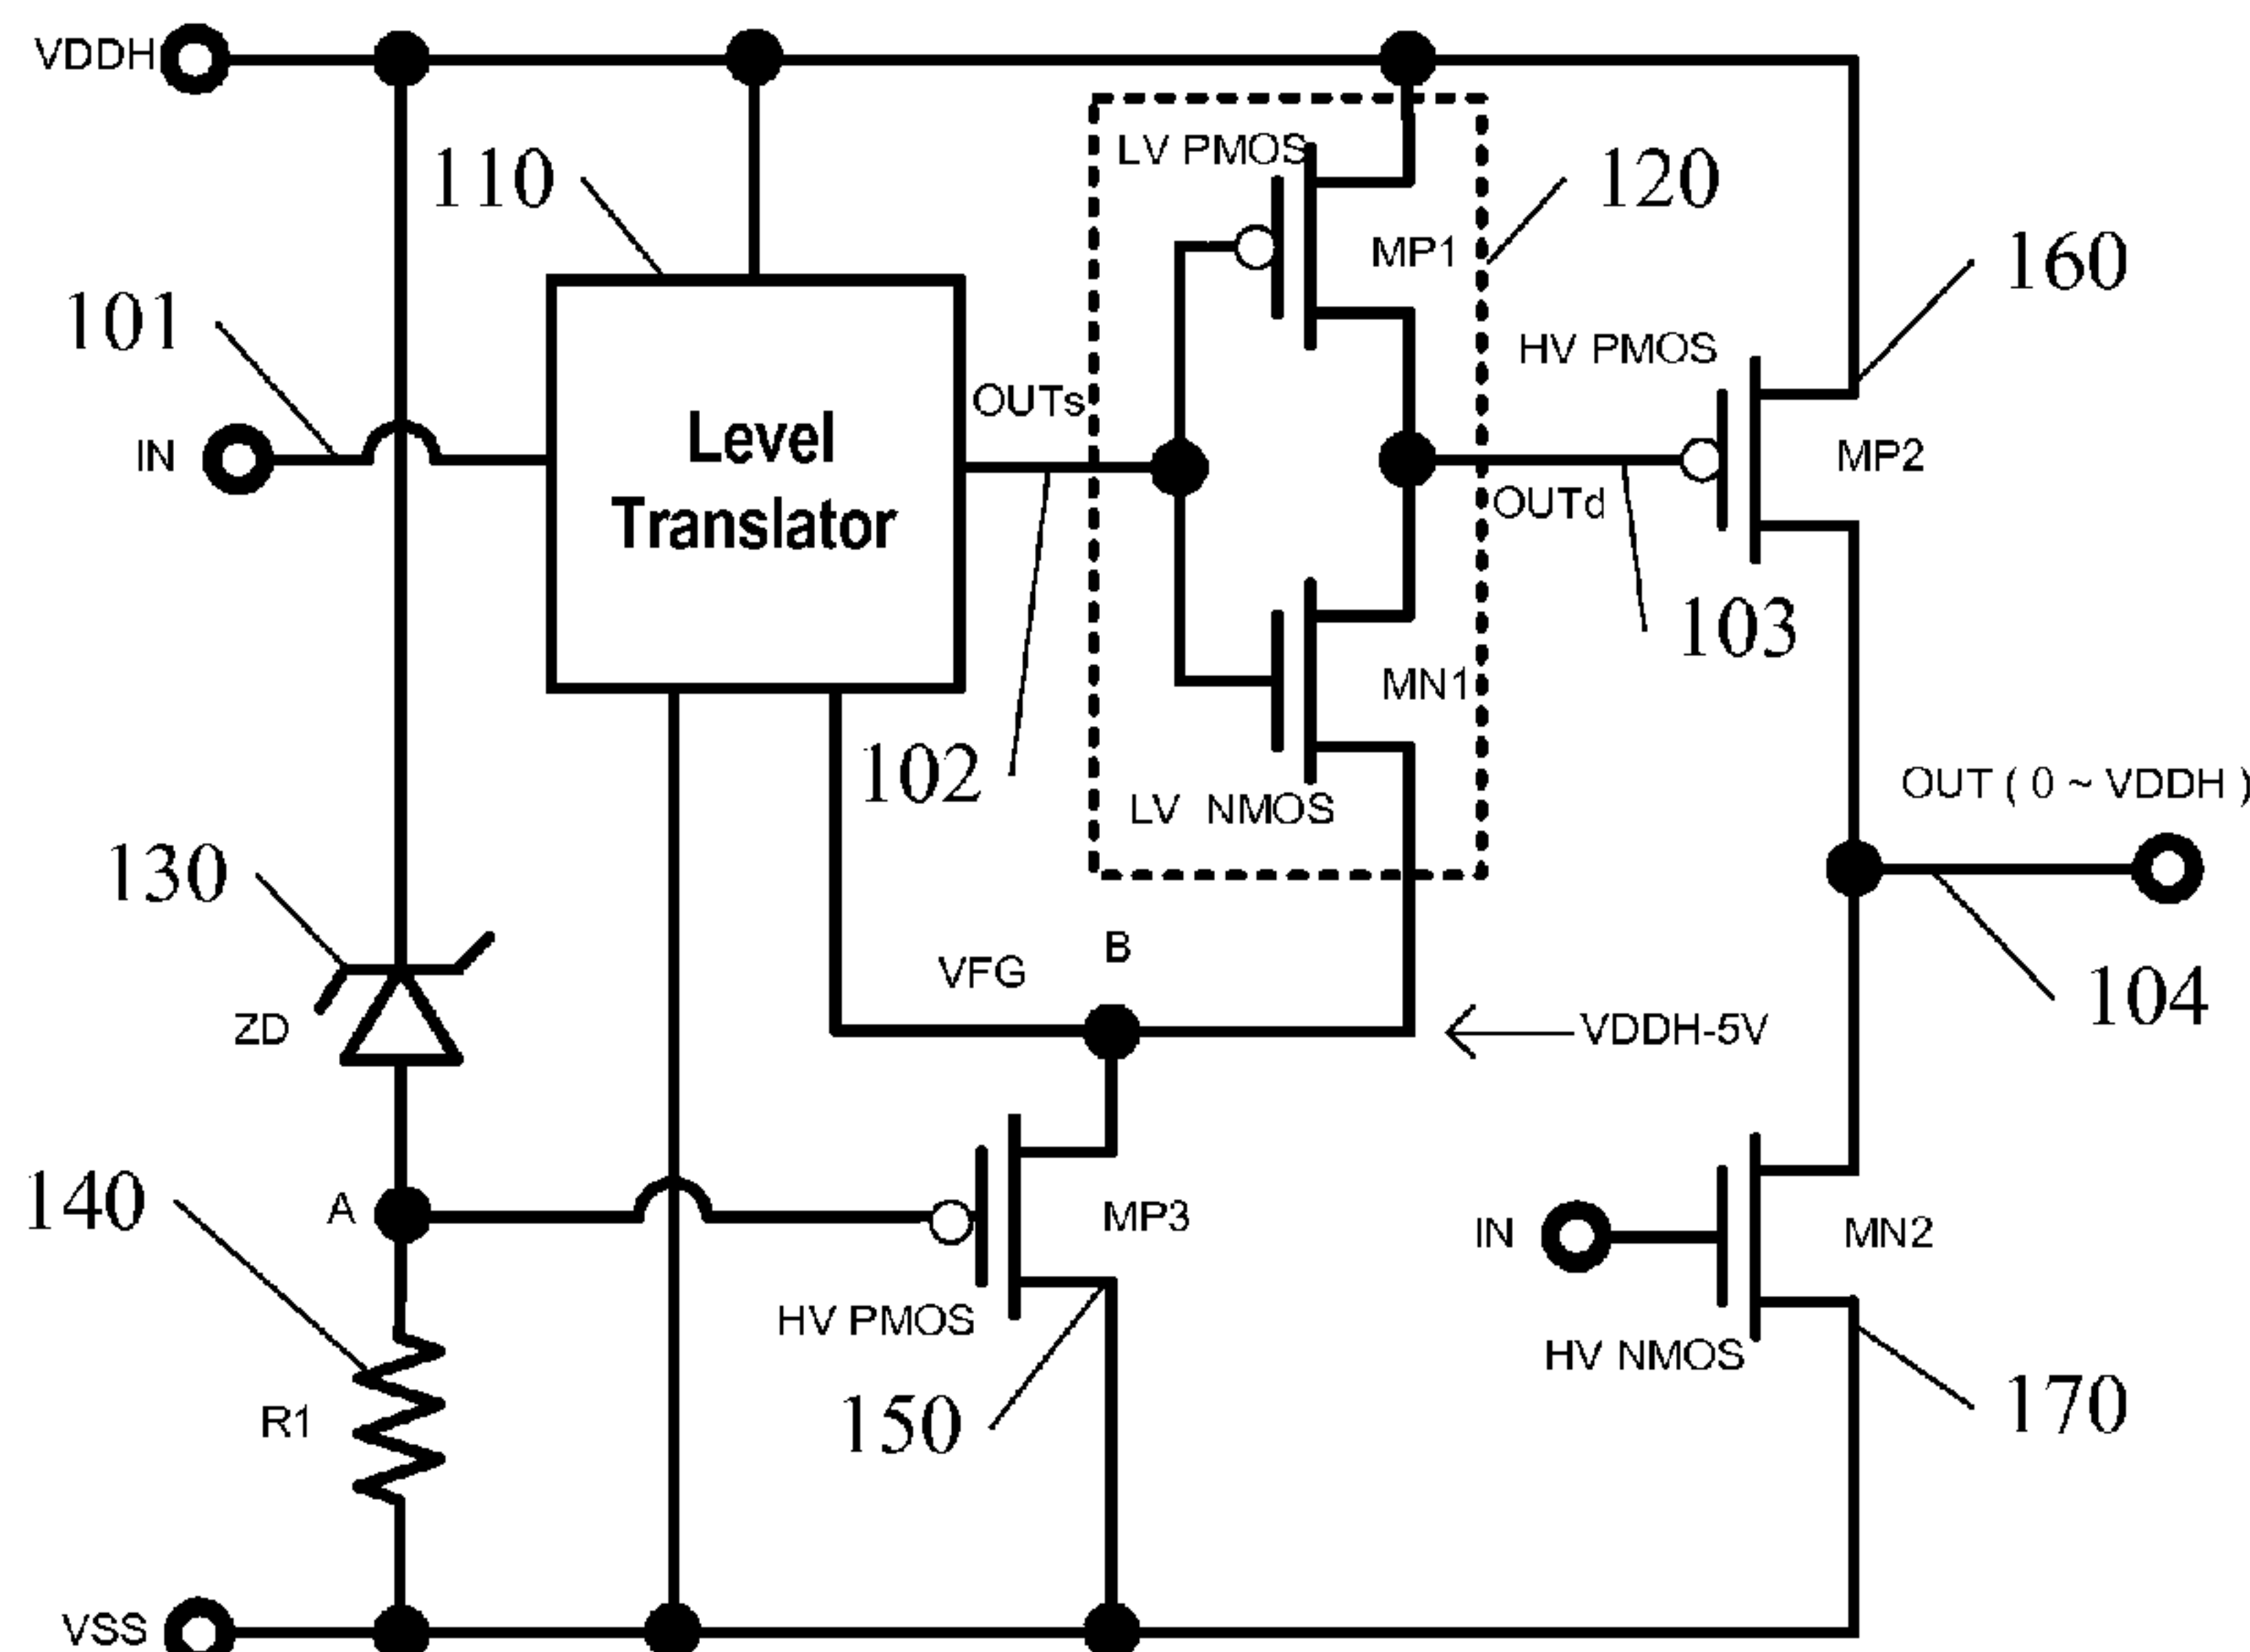 VDDH
LV PMOS
110
120
MP1
160
101
HV PMOS
OUTs
IN
Level
Translator
MP2
OUTd
103
MN1
102
OUT ( 0 ~ VDDH )
LV NMOS
130
B
VFG
104
ZD
VDDH-5V
140
A
MP3
IN
MN2
HV PMOS
HV NMOS
R1
150
170
VSS